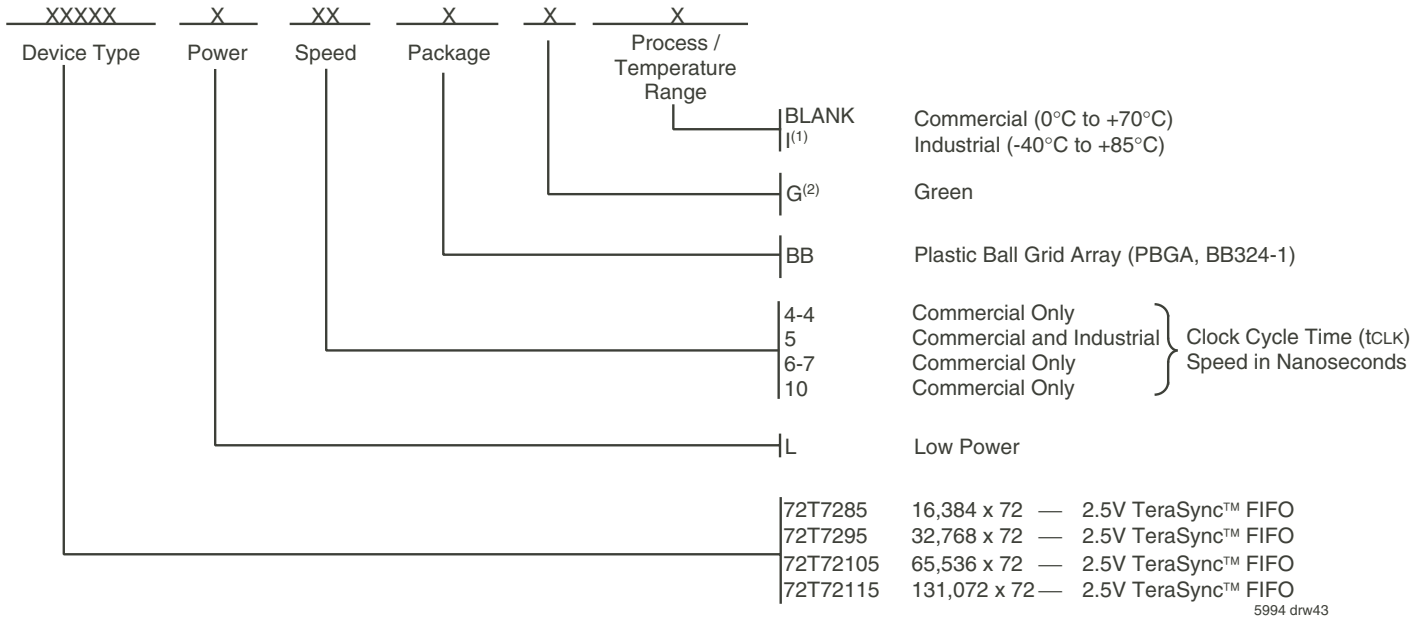 XXXXX X XX X X X
Device Type Power Speed Package Process /
Temperature
Range
BLANK Commercial (0°C to +70°C)
I(1) Industrial (-40°C to +85°C)
G(2) Green
BB Plastic Ball Grid Array (PBGA, BB324-1)
4-4 Commercial Only
5 Commercial and Industrial Clock Cycle Time (tCLK)
6-7 Commercial Only Speed in Nanoseconds
10 Commercial Only
L Low Power
72T7285 16,384 x 72 — 2.5V TeraSync™ FIFO
72T7295 32,768 x 72 — 2.5V TeraSync™ FIFO
72T72105 65,536 x 72 — 2.5V TeraSync™ FIFO
72T72115 131,072 x 72 — 2.5V TeraSync™ FIFO
5994 drw43